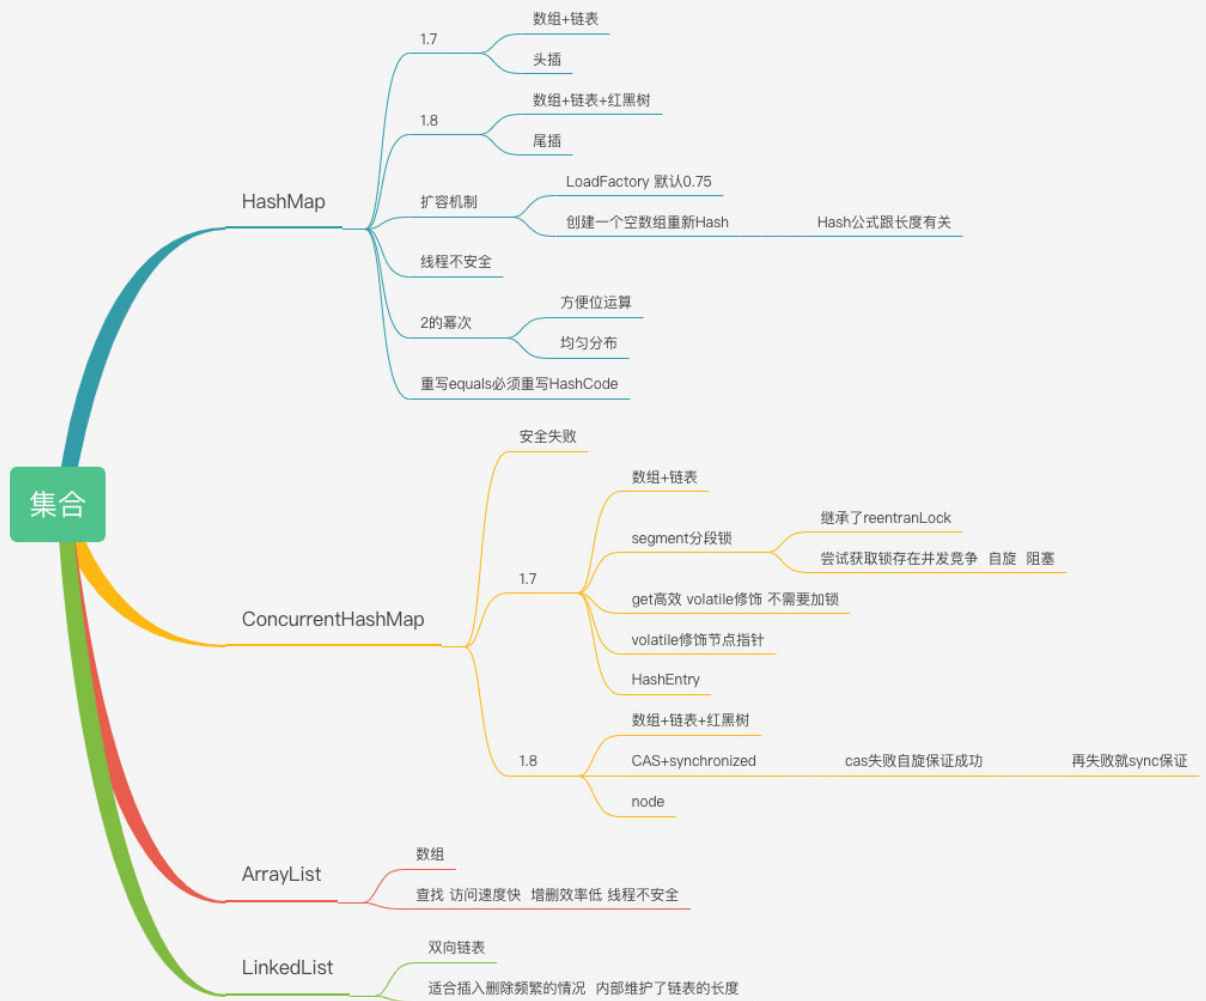 集合
HashMap
1.7
数组+链表
头插
1.8
数组+链表+红黑树
尾插
扩容机制
LoadFactory 默认0.75
创建一个空数组重新Hash
Hash公式跟长度有关
线程不安全
2的幂次
方便位运算
均匀分布
重写equals必须重写HashCode
ConcurrentHashMap
安全失败
1.7
数组+链表
segment分段锁
继承了reentranLock
尝试获取锁存在并发竞争 自旋 阻塞
get高效 volatile修饰 不需要加锁
volatile修饰节点指针
HashEntry
1.8
数组+链表+红黑树
CAS+synchronized
cas失败自旋保证成功
再失败就sync保证
node
ArrayList
数组
查找 访问速度快 增删效率低 线程不安全
LinkedList
双向链表
适合插入删除频繁的情况 内部维护了链表的长度